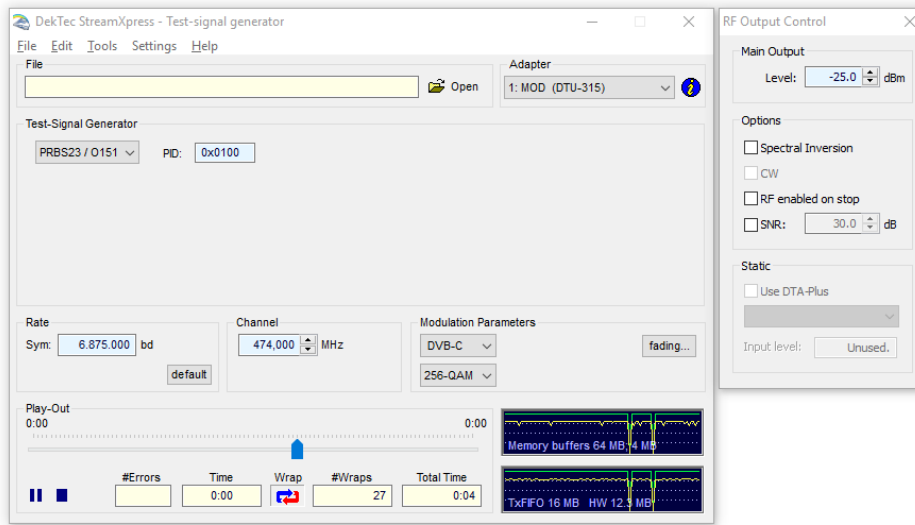 DekTec StreamXpress - Test-signal generator
File Edit Tools Settings Help
File
Open
Adapter
1: MOD (DTU-315)
Test-Signal Generator
PRBS23 / O151
PID: 0x0100
Rate
Sym: 6.875.000 bd
default
Channel
474,000 MHz
Modulation Parameters
DVB-C
fading...
256-QAM
Play-Out
0:00 0:00
#Errors Time Wrap #Wraps Total Time
0:00 27 0:04
Memory buffers 64 MB, 4 MB
TxFIFO 16 MB HW 12.3 MB
RF Output Control
Main Output
Level: -25.0 dBm
Options
Spectral Inversion
CW
RF enabled on stop
SNR: 30.0 dB
Static
Use DTA-Plus
Input level: Unused.